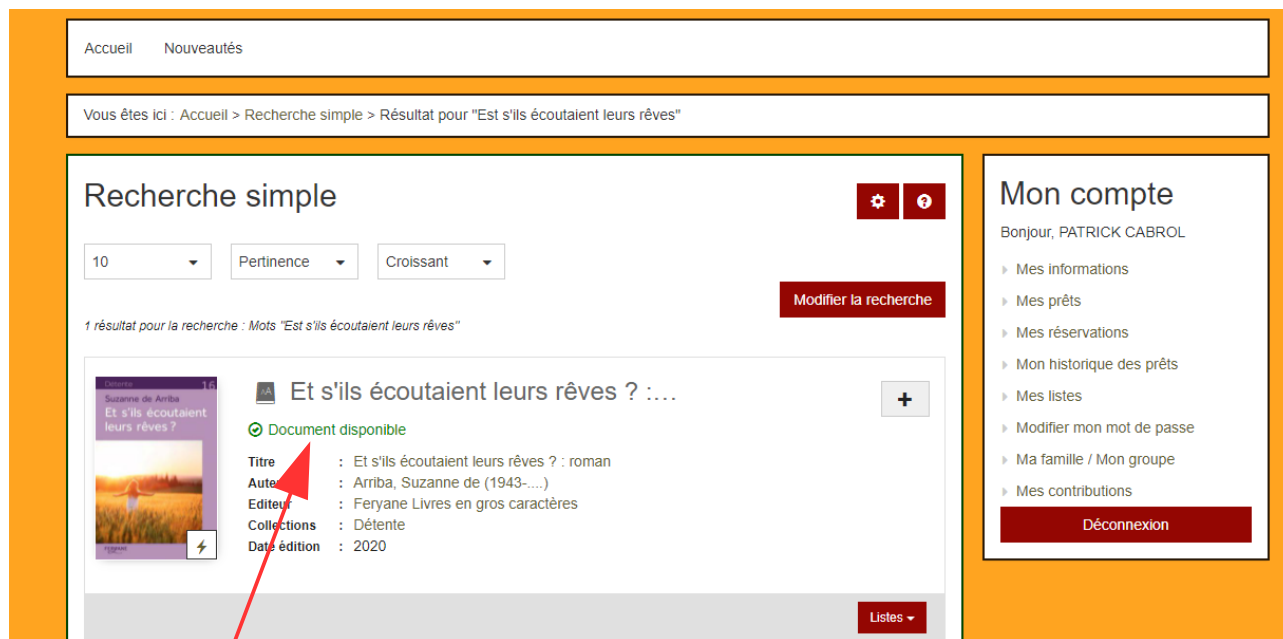 Accueil Nouveautés
Vous êtes ici : Accueil > Recherche simple > Résultat pour "Est s'ils écoutaient leurs rêves"
Recherche simple
10 Pertinence Croissant
Modifier la recherche
1 résultat pour la recherche : Mots "Est s'ils écoutaient leurs rêves"
Détente 16
Suzanne de Arriba
Et s'ils écoutaient
leurs rêves ?
Et s'ils écoutaient leurs rêves ? :...
+
Document disponible
Titre : Et s'ils écoutaient leurs rêves ? : roman
Auteur : Arriba, Suzanne de (1943-....)
Editeur : Feryane Livres en gros caractères
Collections : Détente
Date édition : 2020
Listes
Mon compte
Bonjour, PATRICK CABROL
Mes informations
Mes prêts
Mes réservations
Mon historique des prêts
Mes listes
Modifier mon mot de passe
Ma famille / Mon groupe
Mes contributions
Déconnexion